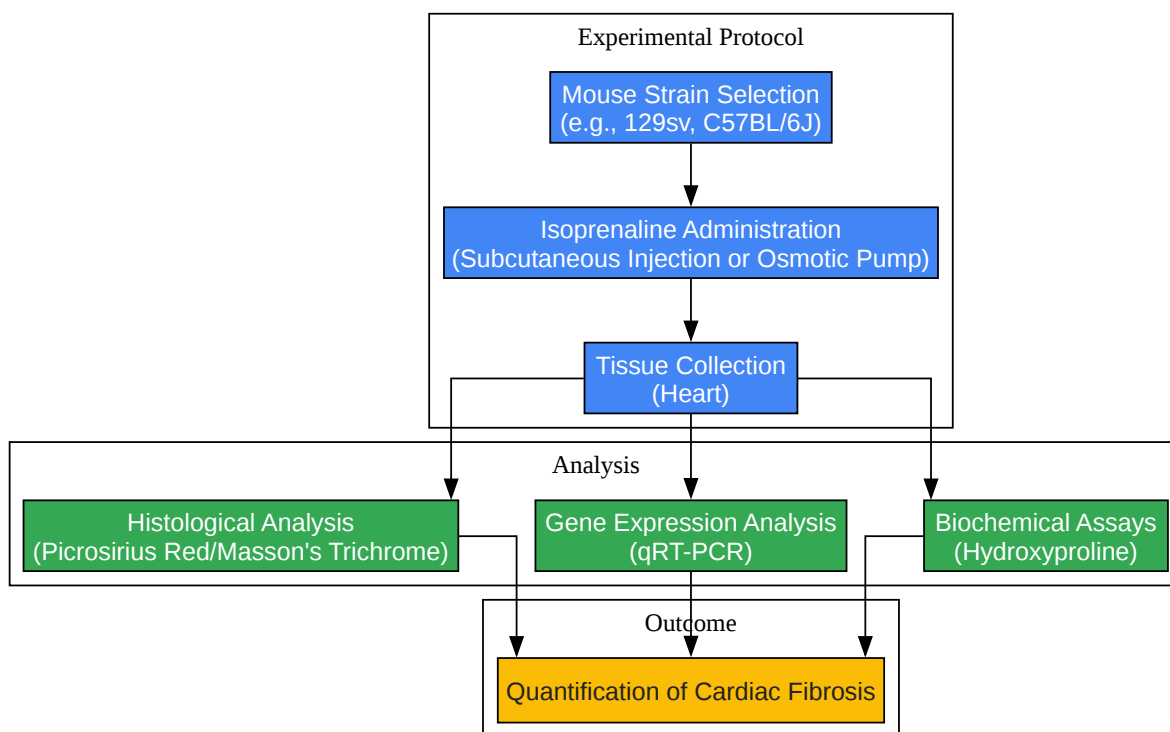 Experimental Protocol
Mouse Strain Selection
(e.g., 129sv, C57BL/6J)
Isoprenaline Administration
(Subcutaneous Injection or Osmotic Pump)
Tissue Collection
(Heart)
Analysis
Histological Analysis
(Picrosirius Red/Masson's Trichrome)
Gene Expression Analysis
(qRT-PCR)
Biochemical Assays
(Hydroxyproline)
Outcome
Quantification of Cardiac Fibrosis